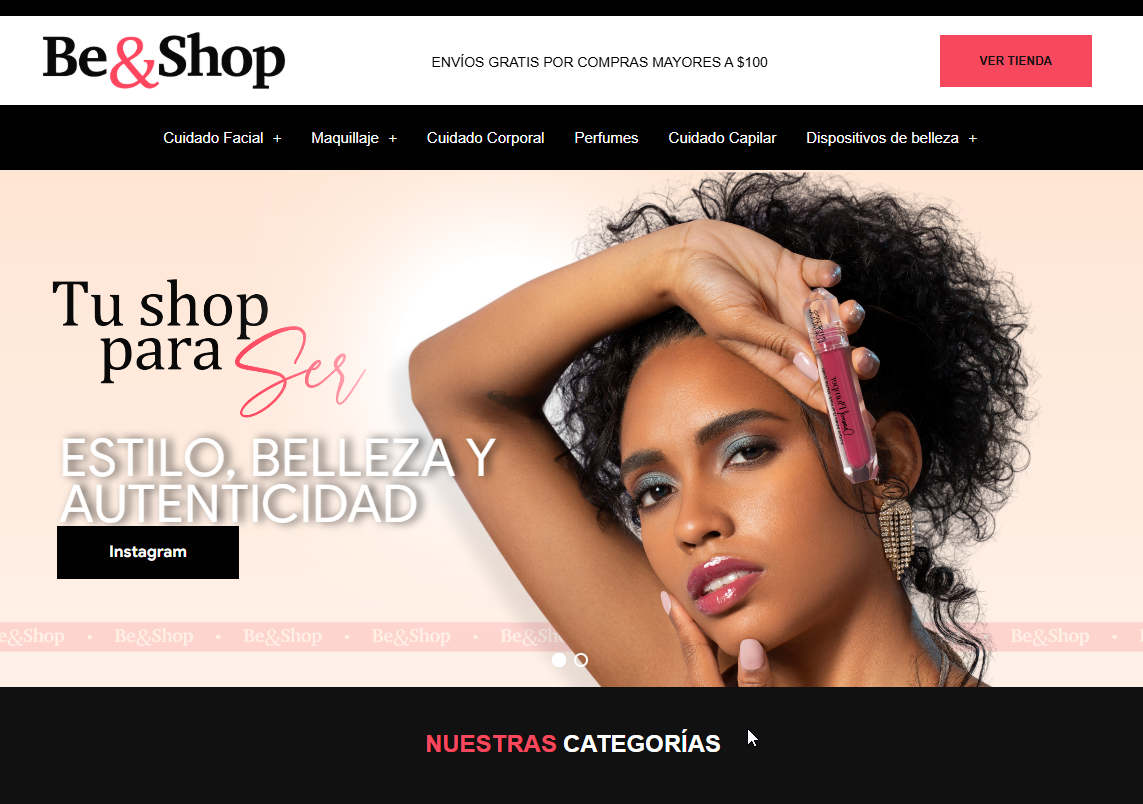 Be&Shop
ENVÍOS GRATIS POR COMPRAS MAYORES A $100
VER TIENDA
Cuidado Facial + Maquillaje + Cuidado Corporal Perfumes Cuidado Capilar Dispositivos de belleza +
Tu shop
para Ser
ESTILO, BELLEZA Y
AUTENTICIDAD
Instagram
e&Shop • Be&Shop • Be&Shop • Be&Shop • Be&Sh Be&Shop •
NUESTRAS CATEGORÍAS